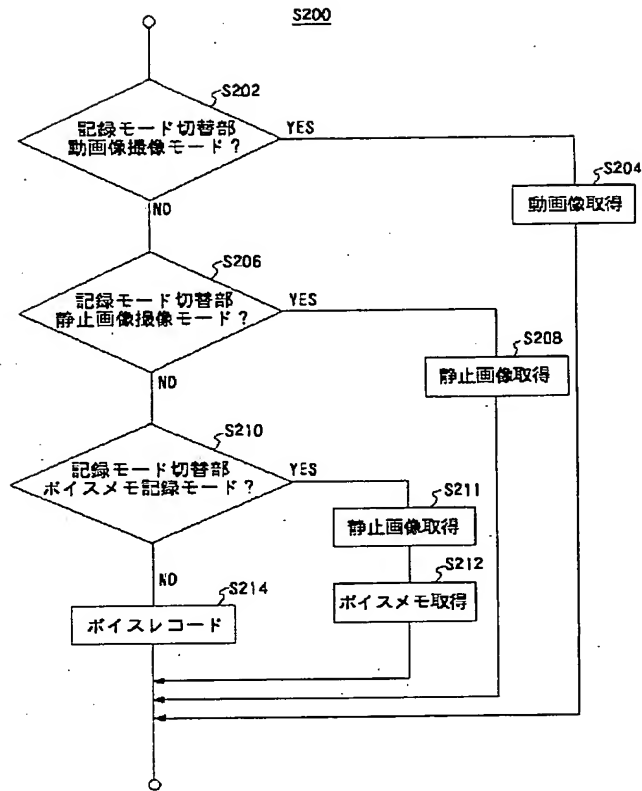 S200
S202
記録モード切替部
動画像撮像モード?
YES
S204
動画像取得
NO
S206
記録モード切替部
静止画像撮像モード?
YES
S208
静止画像取得
NO
S210
記録モード切替部
ボイスメモ記録モード?
YES
S211
静止画像取得
S212
ボイスメモ取得
NO
S214
ボイスレコード